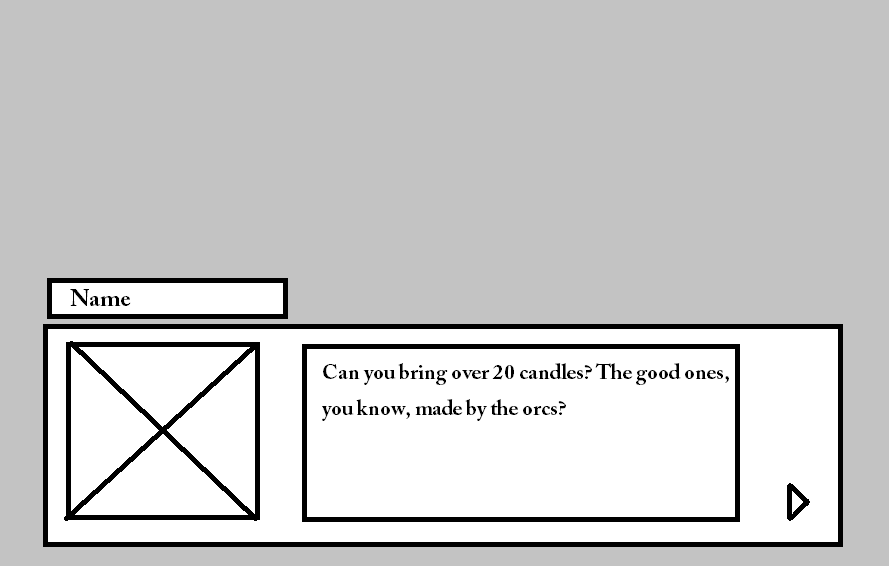 Name
Can you bring over 20 candles? The good ones,
you know, made by the orcs?